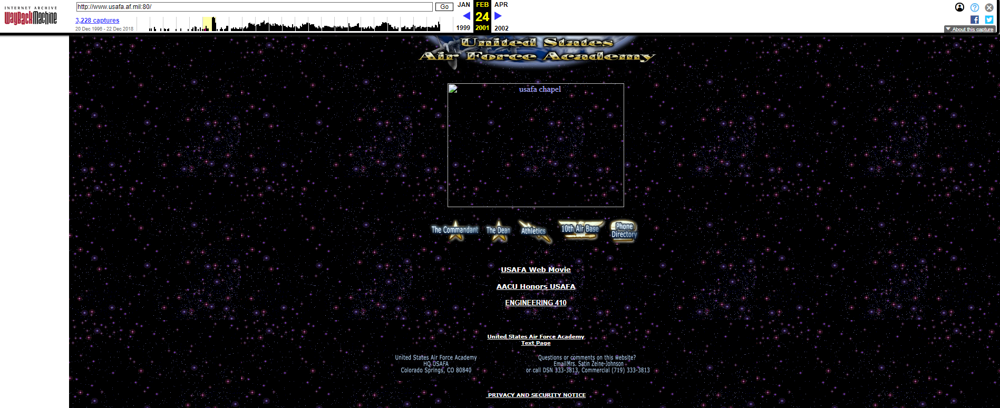 INTERNET ARCHIVE
WayBackMachine
http://www.usafa.af.mil:80/
Go
JAN
FEB
APR
3,228 captures
24
20 Dec 1996 - 22 Dec 2018
1999
2001
2002
About this capture
United States
Air Force Academy
usafa chapel
The Commandant
The Dean
Athletics
10th Air Base
Phone
Directory
USAFA Web Movie
AACU Honors USAFA
ENGINEERING 410
United States Air Force Academy
Text Page
United States Air Force Academy
HQ USAFA
Colorado Springs, CO 80840
Questions or comments on this website?
EmailMrs. Satin Zeine-Johnson
or call DSN 333-3813, Commercial (719) 333-3813
PRIVACY AND SECURITY NOTICE